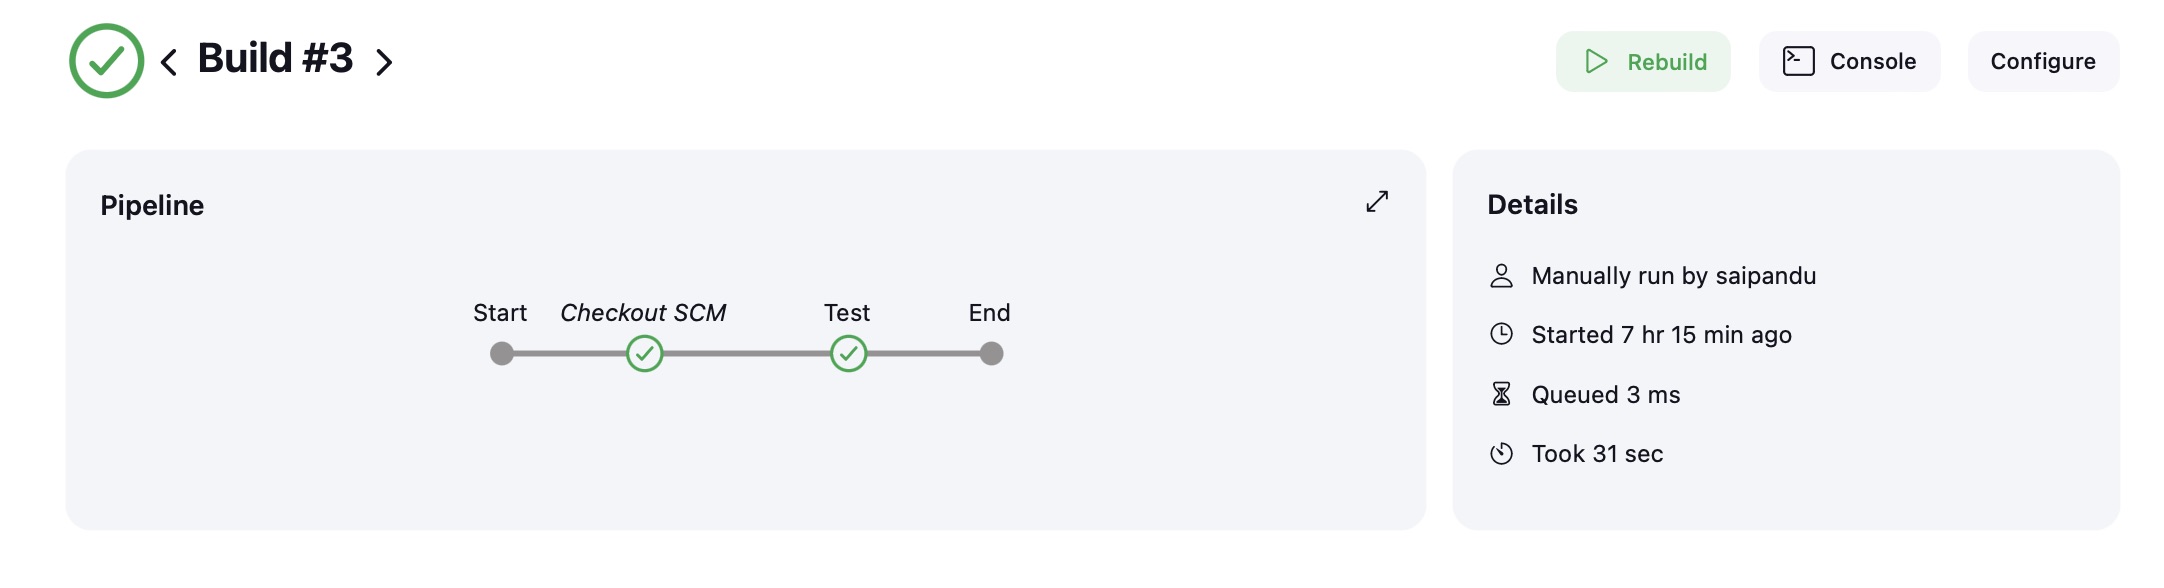 Build #3
Rebuild
Console
Configure
Pipeline
Start
Checkout SCM
Test
End
Details
Manually run by saipandu
Started 7 hr 15 min ago
Queued 3 ms
Took 31 sec